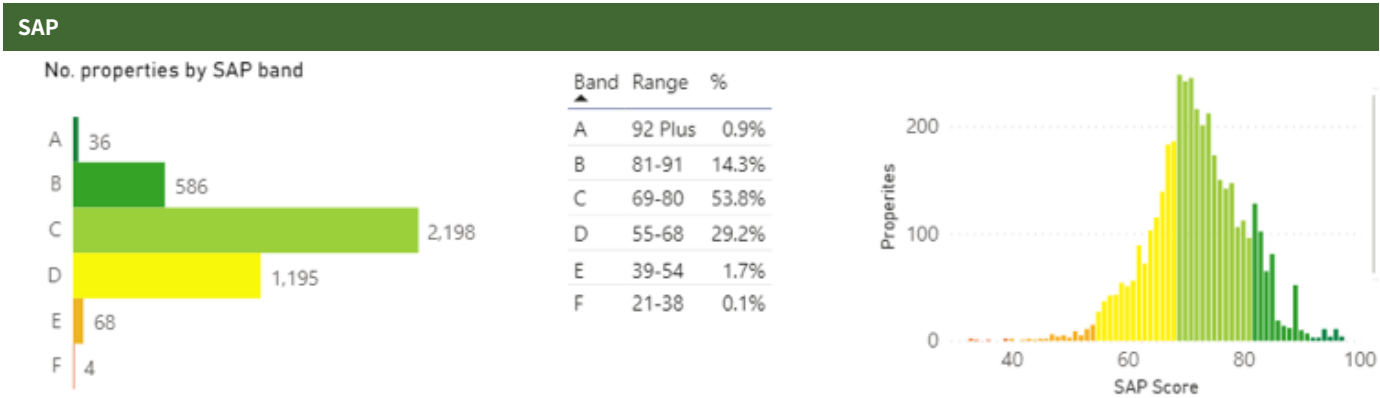 SAP
No. properties by SAP band
A 36
B 586
C 2,198
D 1,195
E 68
F 4
Band Range %
A 92 Plus 0.9%
B 81-91 14.3%
C 69-80 53.8%
D 55-68 29.2%
E 39-54 1.7%
F 21-38 0.1%
Properites
200
100
0
40 60 80 100
SAP Score